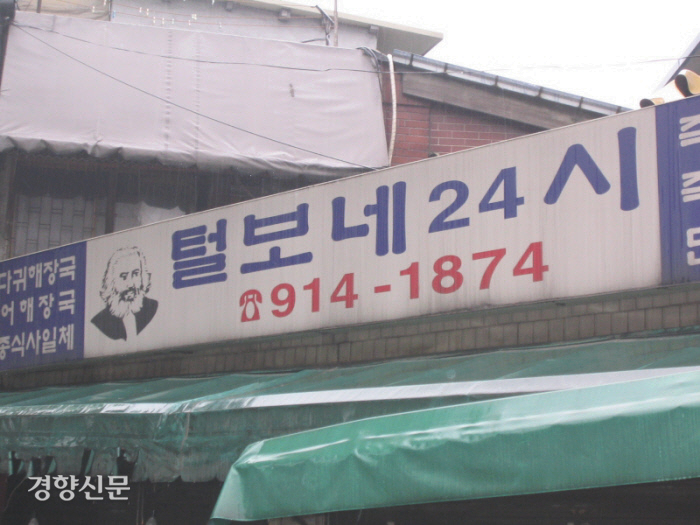 털보네 24시
☎914-1874
다귀해장국
어해장국
종식사일체
경향신문